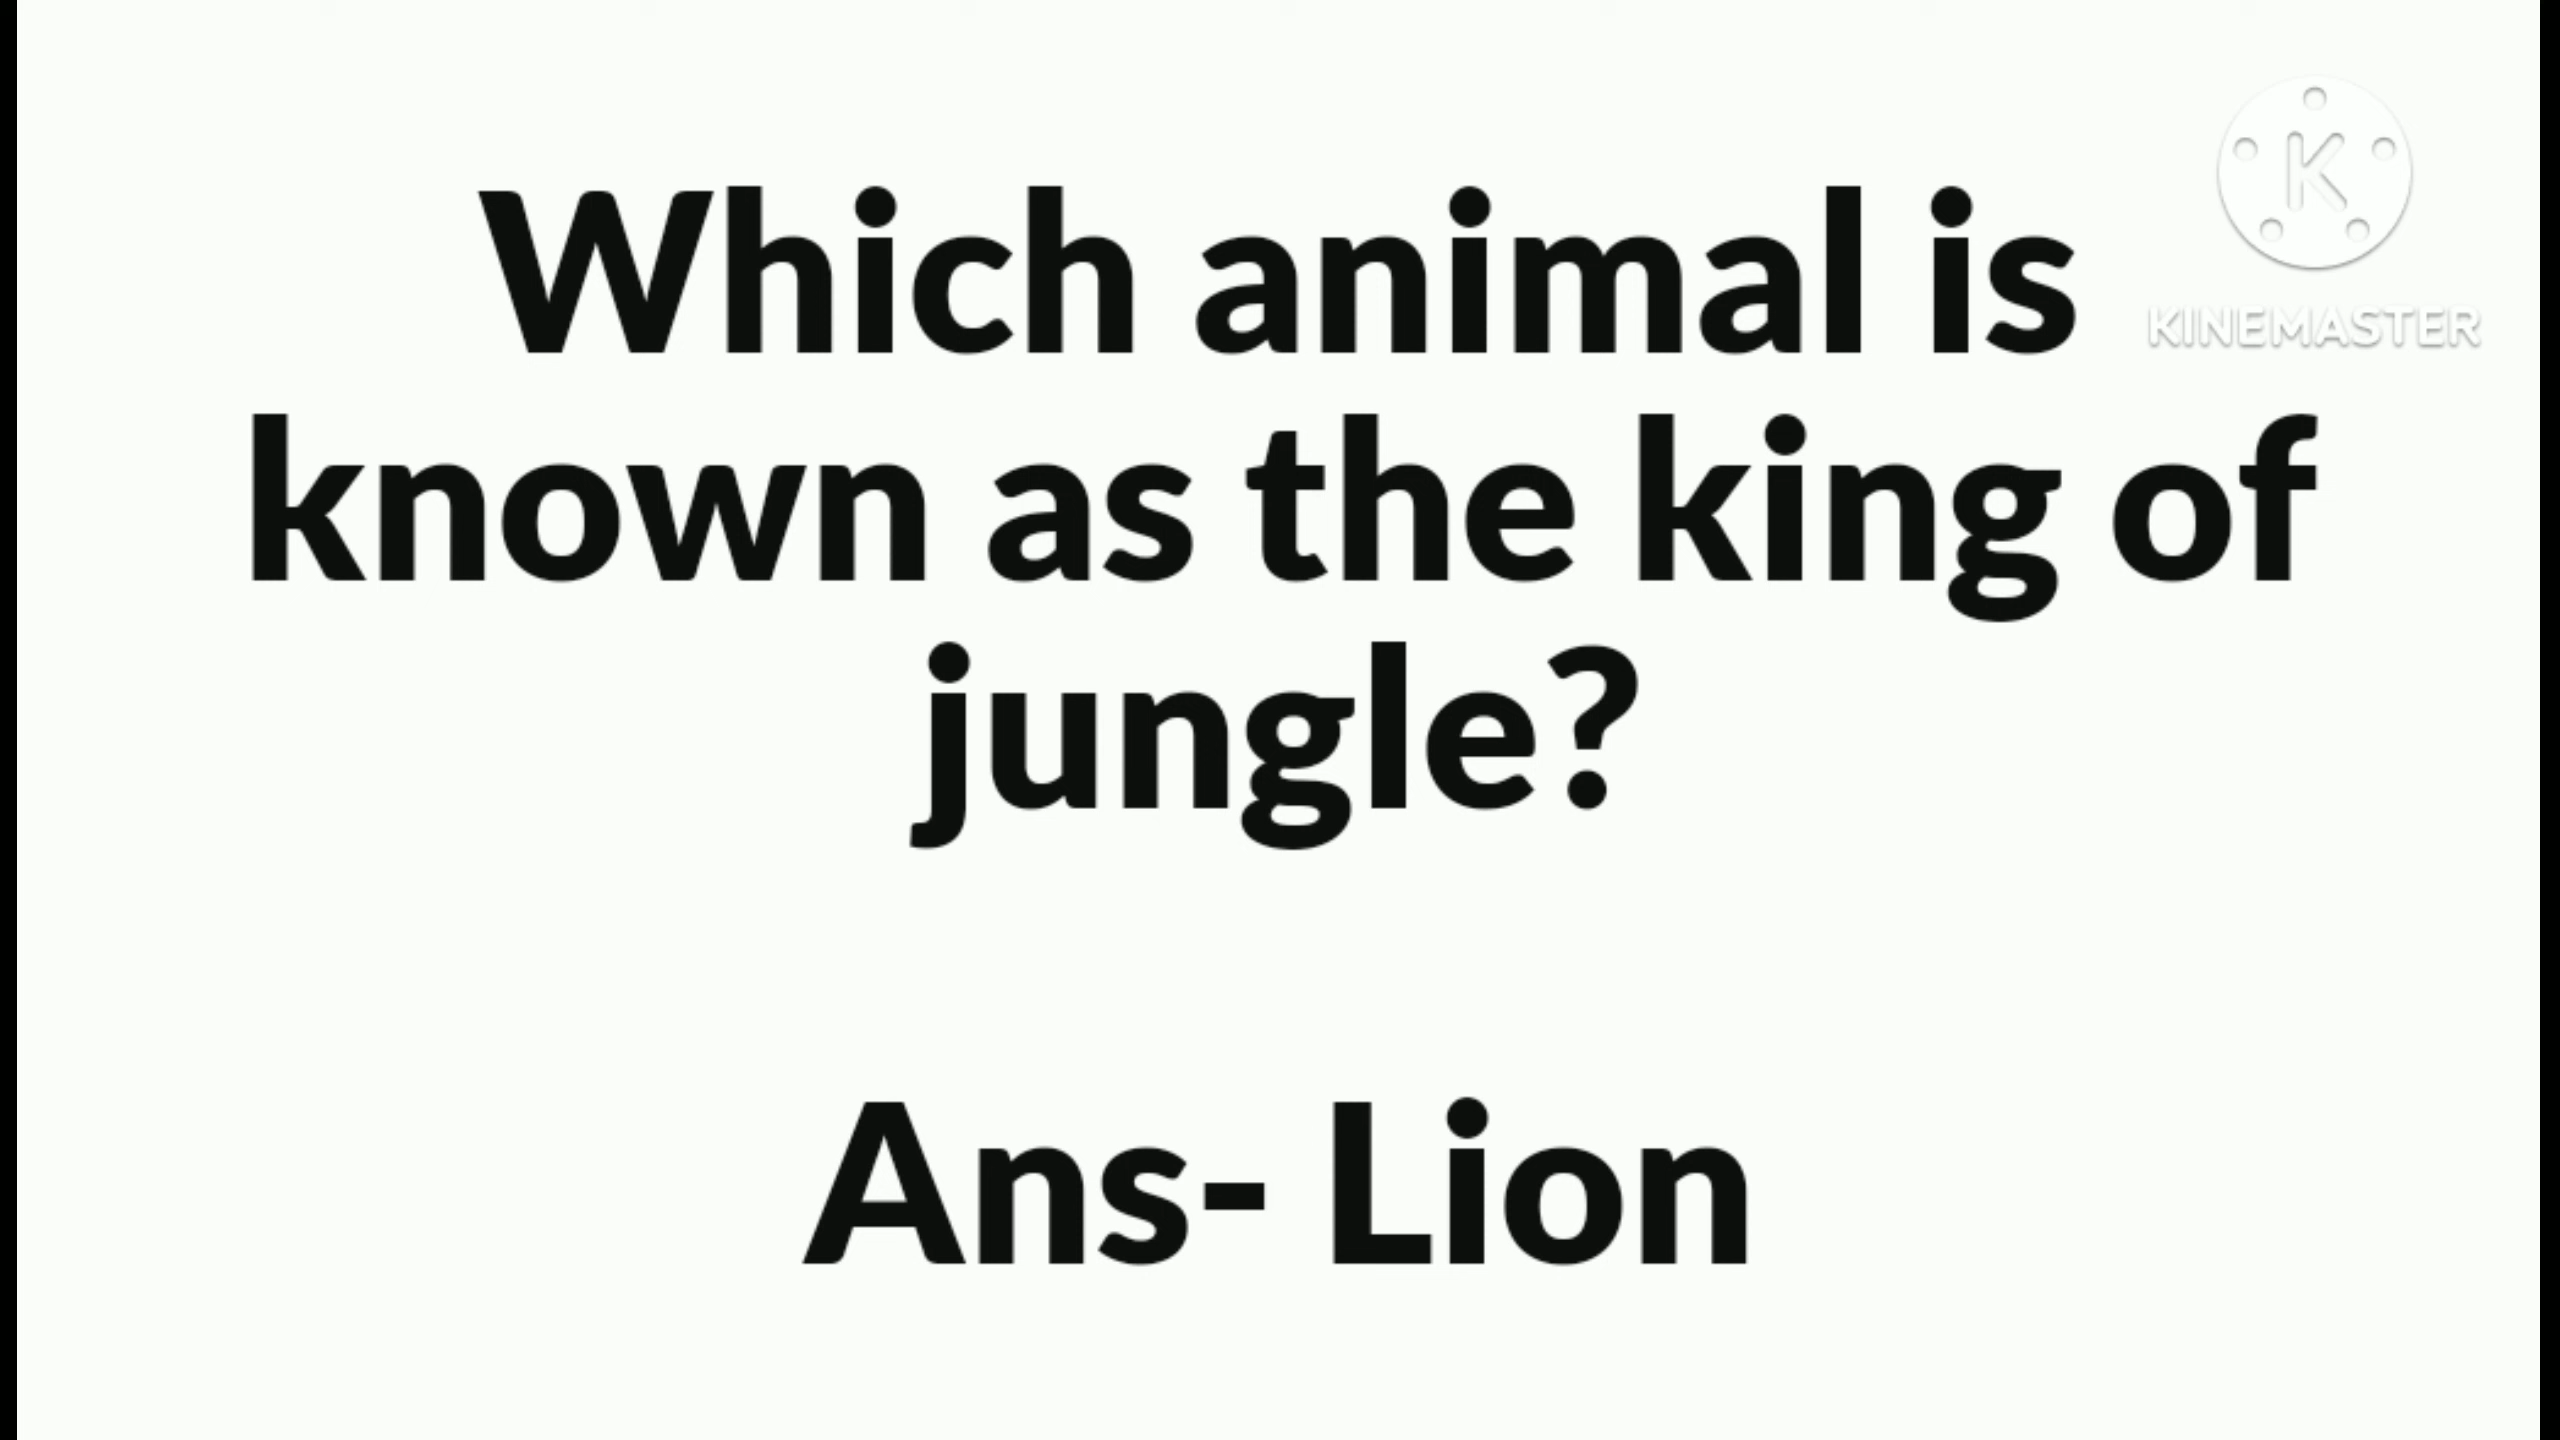 Which animal is
known as the king of
jungle?
Ans- Lion
K
KINEMASTER